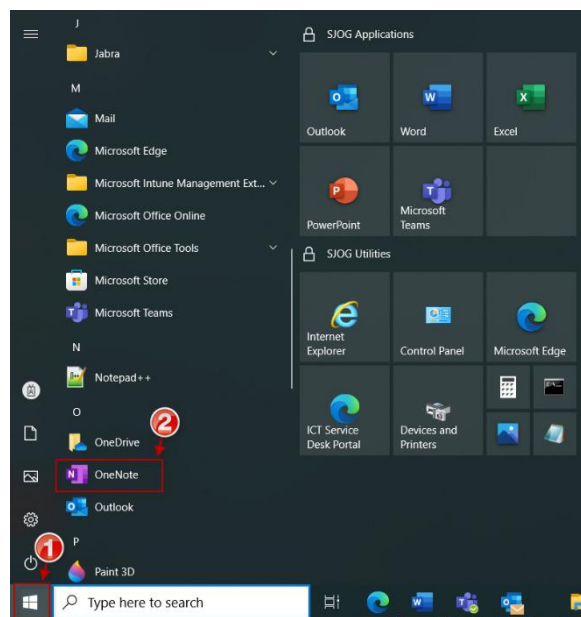 J
Jabra
M
Mail
Microsoft Edge
Microsoft Intune Management Ext...
Microsoft Office Online
Microsoft Office Tools
Microsoft Store
Microsoft Teams
N
Notepad++
O
OneDrive
2
OneNote
Outlook
P
1
Paint 3D
Type here to search
SJOG Applications
Outlook
Word
Excel
PowerPoint
Microsoft
Teams
SJOG Utilities
Internet
Explorer
Control Panel
Microsoft Edge
ICT Service
Desk Portal
Devices and
Printers